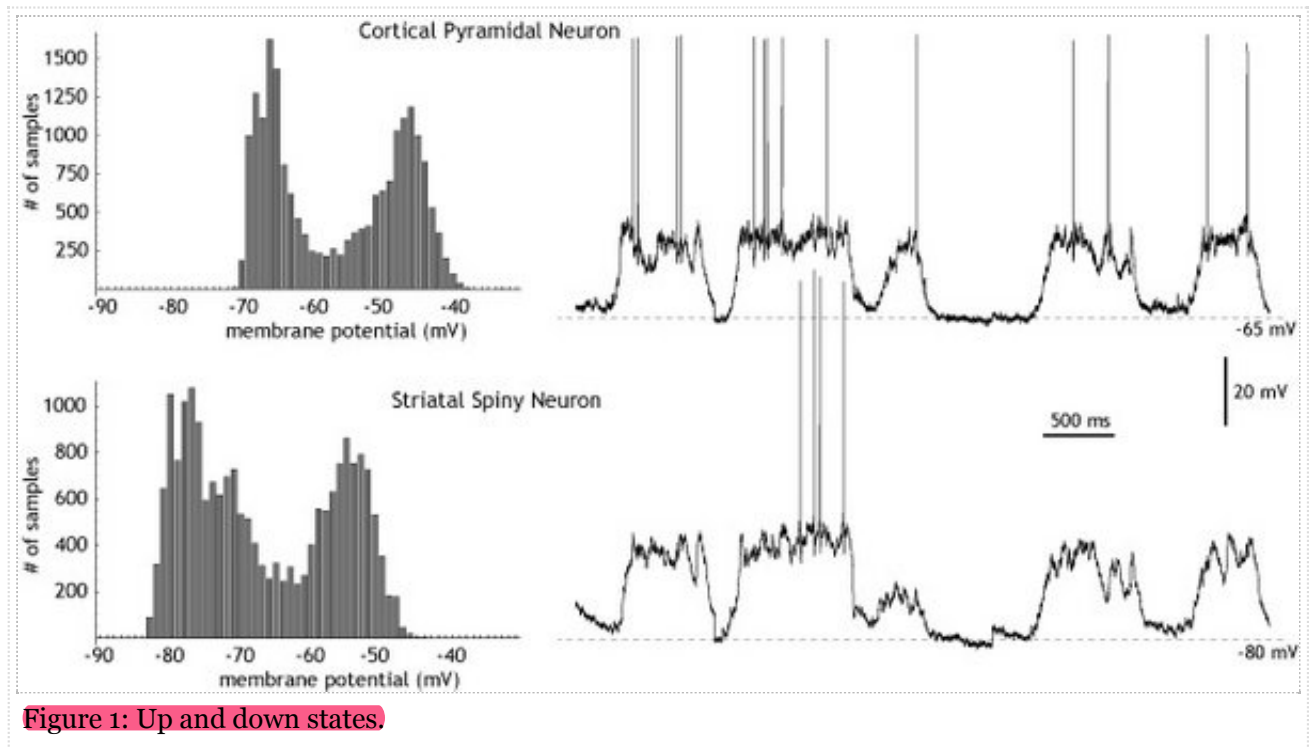 Cortical Pyramidal Neuron
1500
1250
1000
750
500
250
# of samples
-90 -80 -70 -60 -50 -40
membrane potential (mV)
-65 mV
20 mV
500 ms
Striatal Spiny Neuron
1000
800
600
400
200
# of samples
-90 -80 -70 -60 -50 -40
membrane potential (mV)
-80 mV
Figure 1: Up and down states.